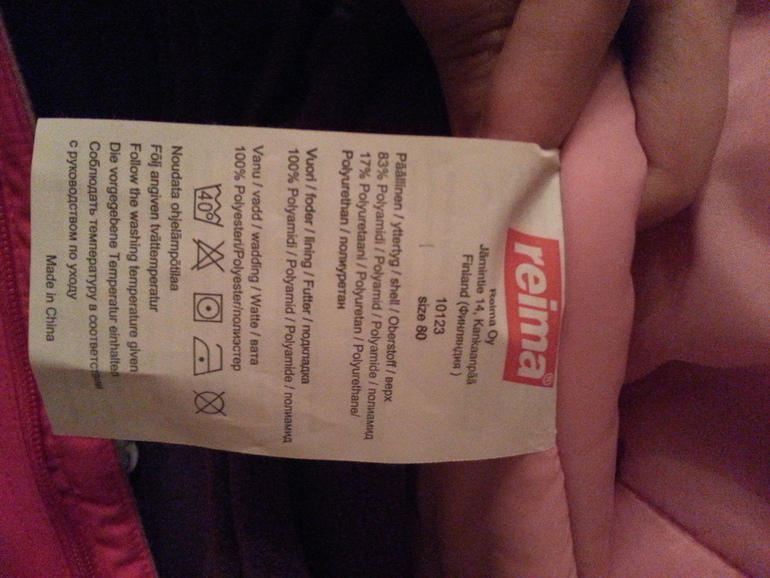 reima®
Reima Oy
Jämintie 14, Kankaanpää
Finland (Финляндия )
10123
size 80
Päällinen / yttertyg / shell / Oberstoff / верх
83% Polyamidi / Polyamid / Polyamide / полиамид
17% Polyuretaani / Polyuretan / Polyurethane/
Polyurethan / полиуретан
Vuori / foder / lining / Futter / подкладка
100% Polyamidi / Polyamid / Polyamide / полиамид
Vanu / vadd / wadding / Watte / вата
100% Polyesteri/Polyester/полиэстер
40°
Noudata ohjelämpötilaa
Följ angiven tvättemperatur
Follow the washing temperature given
Die vorgegebene Temperatur einhalten
Соблюдать температуру в соответствии
с руководством по уходу
Made in China